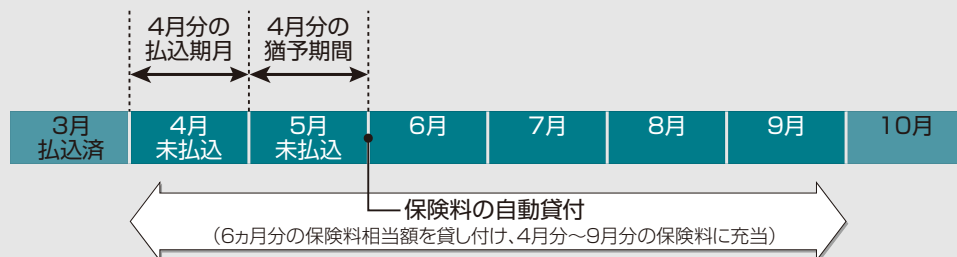 4月分の
払込期月
4月分の
猶予期間
3月
払込済
4月
未払込
5月
未払込
6月
7月
8月
9月
10月
保険料の自動貸付
（6ヵ月分の保険料相当額を貸し付け、4月分〜9月分の保険料に充当）